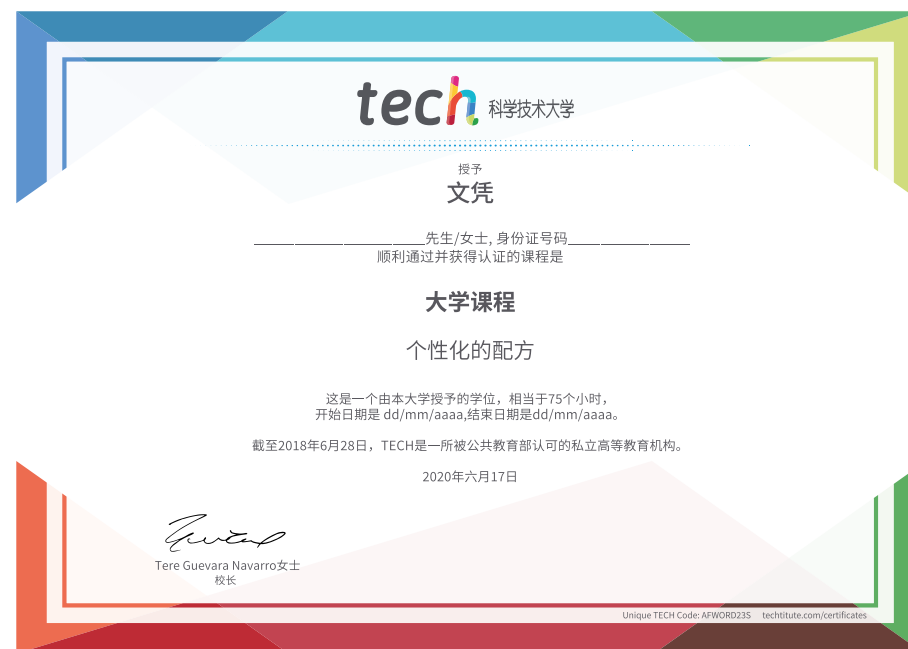 tech 科学技术大学
授予
文凭
先生/女士, 身份证号码
顺利通过并获得认证的课程是
大学课程
个性化的配方
这是一个由本大学授予的学位，相当于75个小时，
开始日期是 dd/mm/aaaa,结束日期是dd/mm/aaaa。
截至2018年6月28日，TECH是一所被公共教育部认可的私立高等教育机构。
2020年六月17日
Tere Guevara Navarro女士
校长
Unique TECH Code: AFWORD23S techtitute.com/certificates